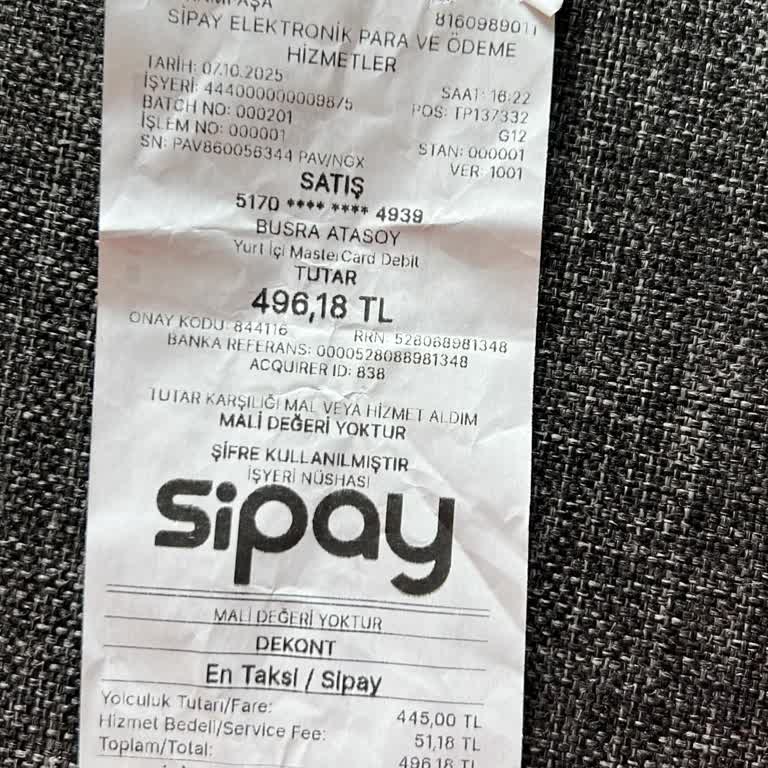 8160989011
SİPAY ELEKTRONİK PARA VE ÖDEME
HİZMETLER
TARİH: 07.10.2025 SAAT: 16:22
İŞYERİ: 444000000009875 POS: TP137332
BATCH NO: 000201 G12
İŞLEM NO: 000001 STAN: 000001
SN: PAV860056344 PAV/NGX VER: 1001
SATIŞ
5170 **** **** 4939
BUSRA ATASOY
Yurt İçi MasterCard Debit
TUTAR
496,18 TL
ONAY KODU: 844116 RRN: 528088981348
BANKA REFERANS: 0000528088981348
ACQUIRER ID: 838
TUTAR KARŞILIĞI MAL VEYA HİZMET ALDIM
MALİ DEĞERİ YOKTUR
ŞİFRE KULLANILMIŞTIR
İŞYERİ NÜSHASI
sipay
MALİ DEĞERİ YOKTUR
DEKONT
En Taksi / Sipay
Yolculuk Tutarı/Fare: 445,00 TL
Hizmet Bedeli/Service Fee: 51,18 TL
Toplam/Total: 496,18 TL